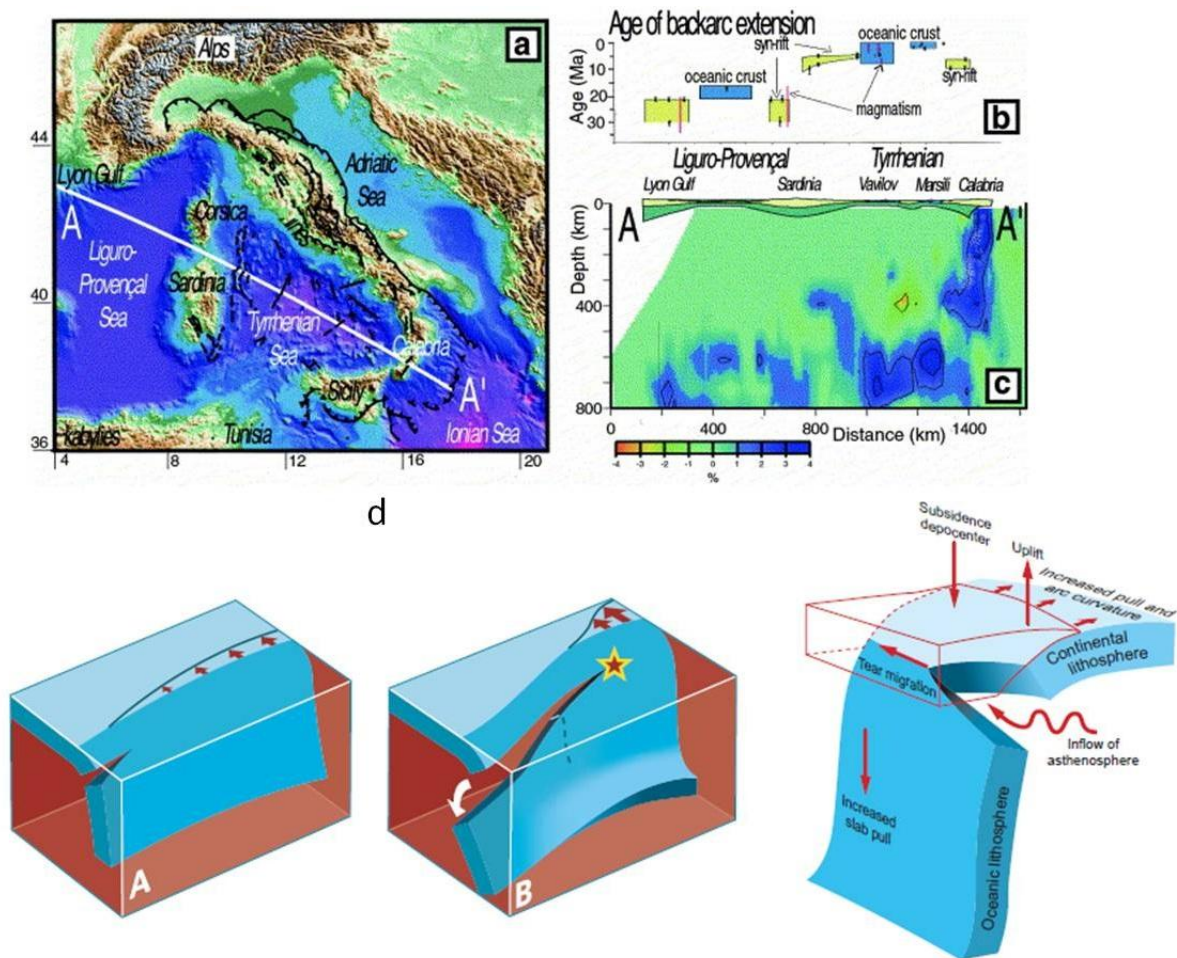 a
Alps
44
Lyon Gulf
Adriatic
Sea
Corsica
A
Liguro-
Provençal
Sea
40
Sardinia
Tyrrhenian
Sea
Calabria
A'
Sicily
Ionian Sea
36
kabylies
Tunisia
4
8
12
16
20
Age of backarc extension
syn-rift
oceanic crust
Age (Ma)
0
10
20
30
oceanic crust
syn-rift
magmatism
b
Liguro-Provençal
Tyrrhenian
Lyon Gulf
Sardinia
Vavilov
Marsili
Calabria
A
A'
Depth (km)
0
400
800
c
0
400
800
Distance (km)
1400
-4 -3 -2 -1 0 1 2 3 4
%
d
A
B
Subsidence
depocenter
Uplift
Increased pull and
arc curvature
Continental
lithosphere
Tear migration
Inflow of
asthenosphere
Increased
slab pull
Oceanic lithosphere